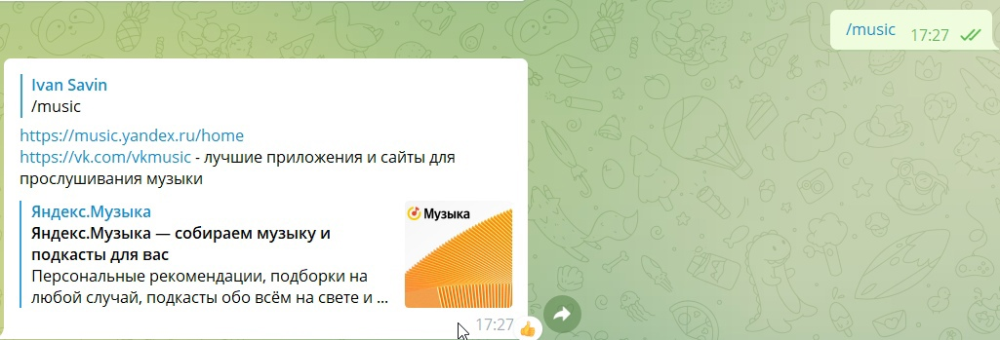 /music 17:27
Ivan Savin
/music
https://music.yandex.ru/home
https://vk.com/vkmusic - лучшие приложения и сайты для
прослушивания музыки
Яндекс.Музыка
Яндекс.Музыка — собираем музыку и
подкасты для вас
Персональные рекомендации, подборки на
любой случай, подкасты обо всём на свете и ...
Музыка
17:27